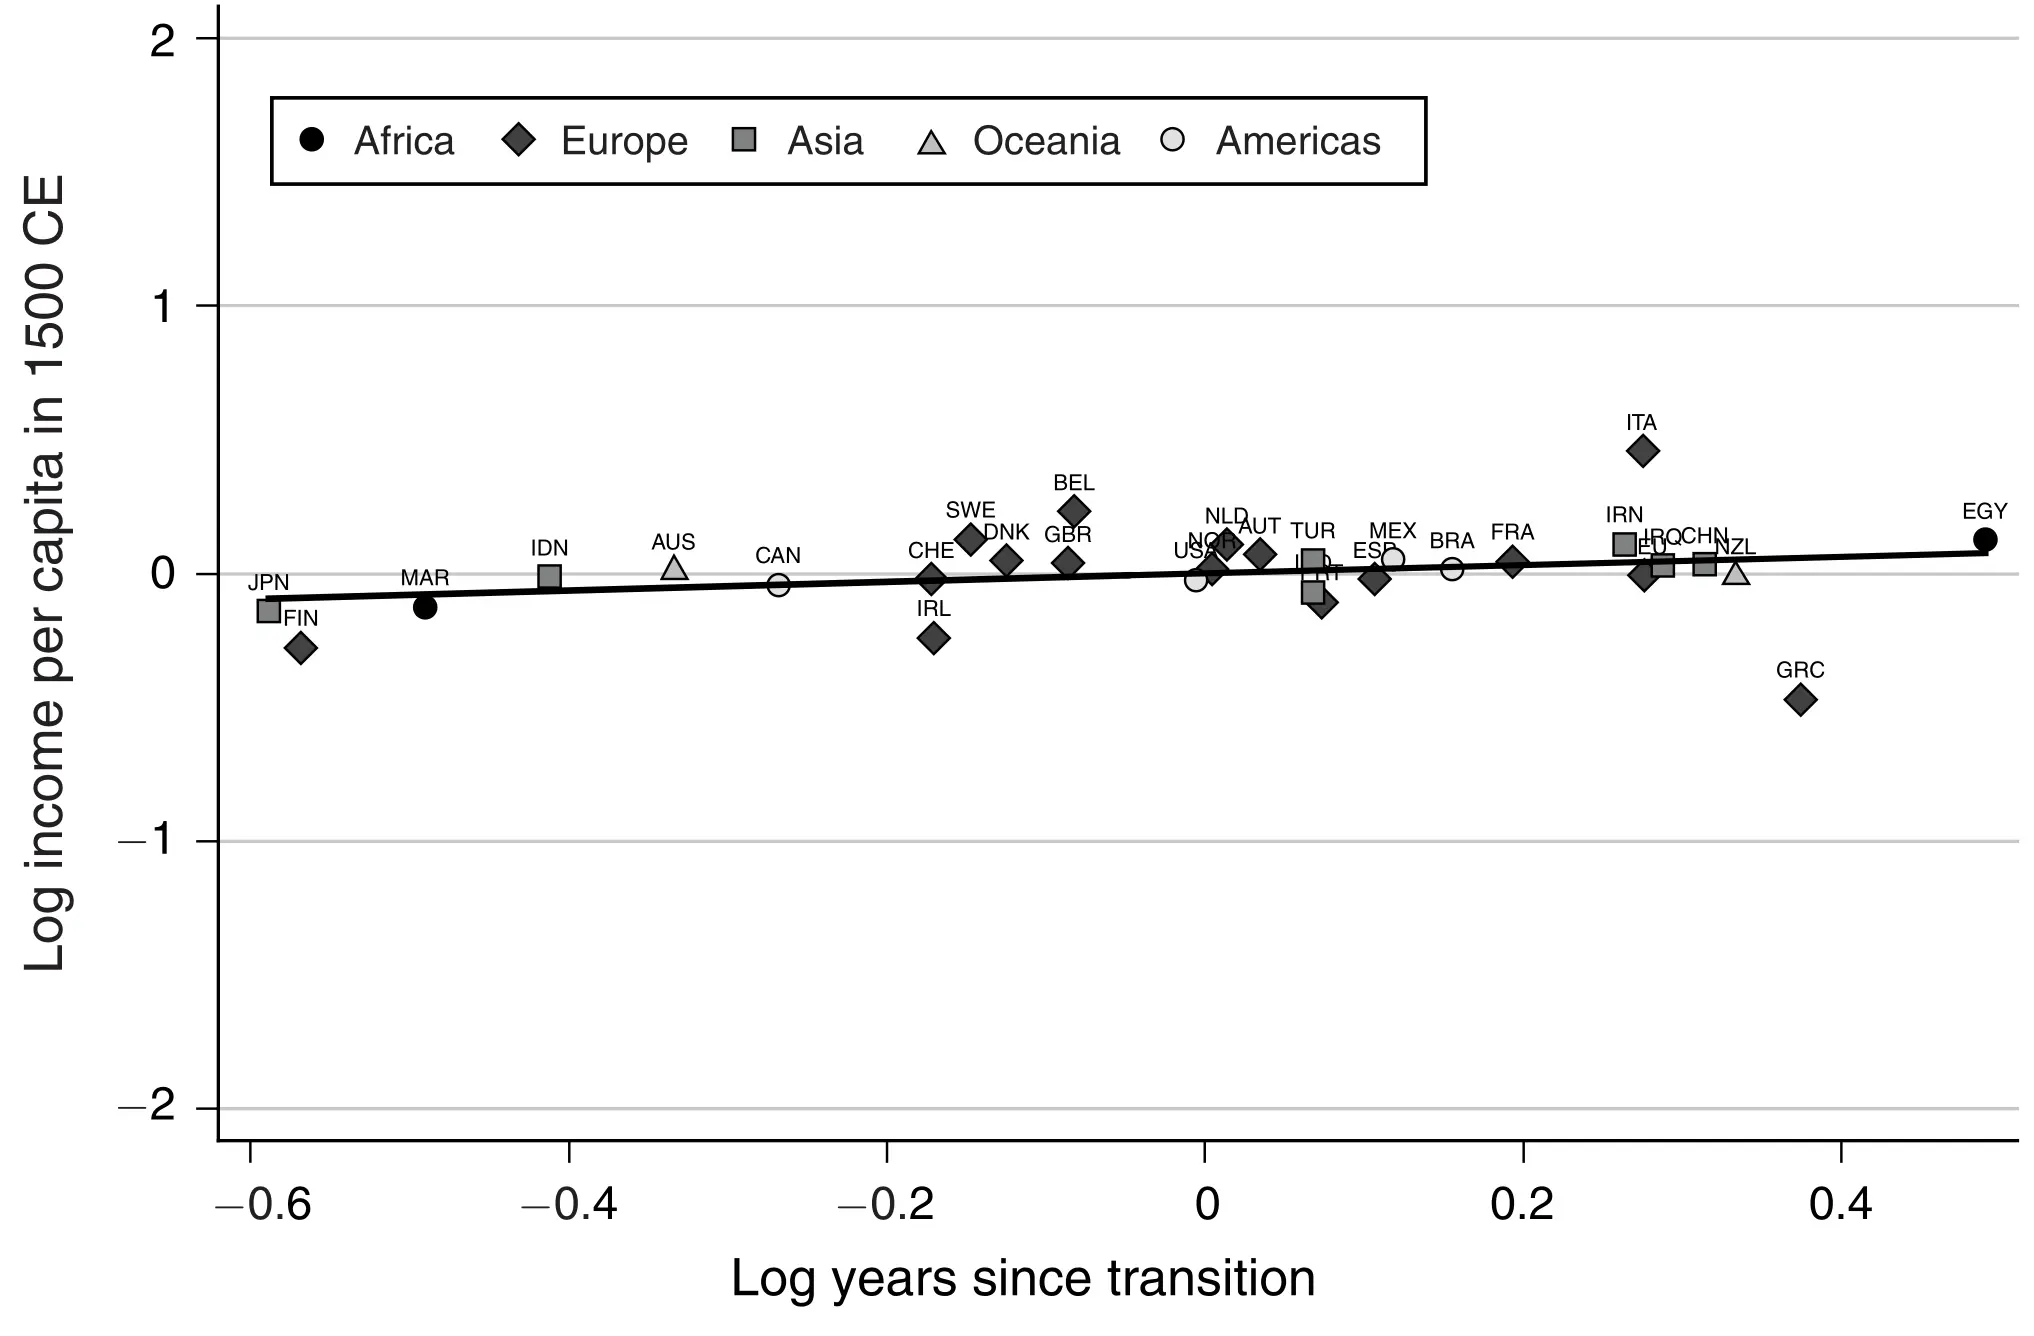 Log income per capita in 1500 CE
2
1
0
−1
−2
Africa Europe Asia Oceania Americas
ITA
BEL
SWE
EGY
IRN
NLD
AUT
TUR
MEX
DNK
GBR
FRA
BRA
IRQ
CHN
NZL
NOR
USA
ESP
IDN
AUS
CAN
CHE
JPN
MAR
FIN
IRL
GRC
−0.6 −0.4 −0.2 0 0.2 0.4
Log years since transition